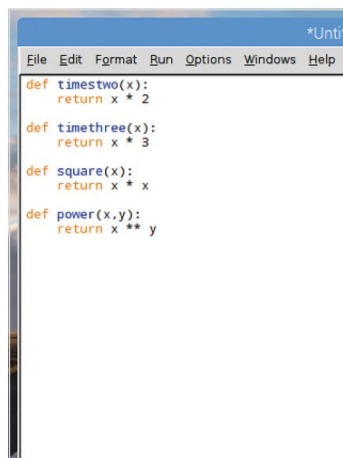 *Unti
File Edit Format Run Options Windows Help
def timestwo(x):
    return x * 2
def timethree(x):
    return x * 3
def square(x):
    return x * x
def power(x,y):
    return x ** y